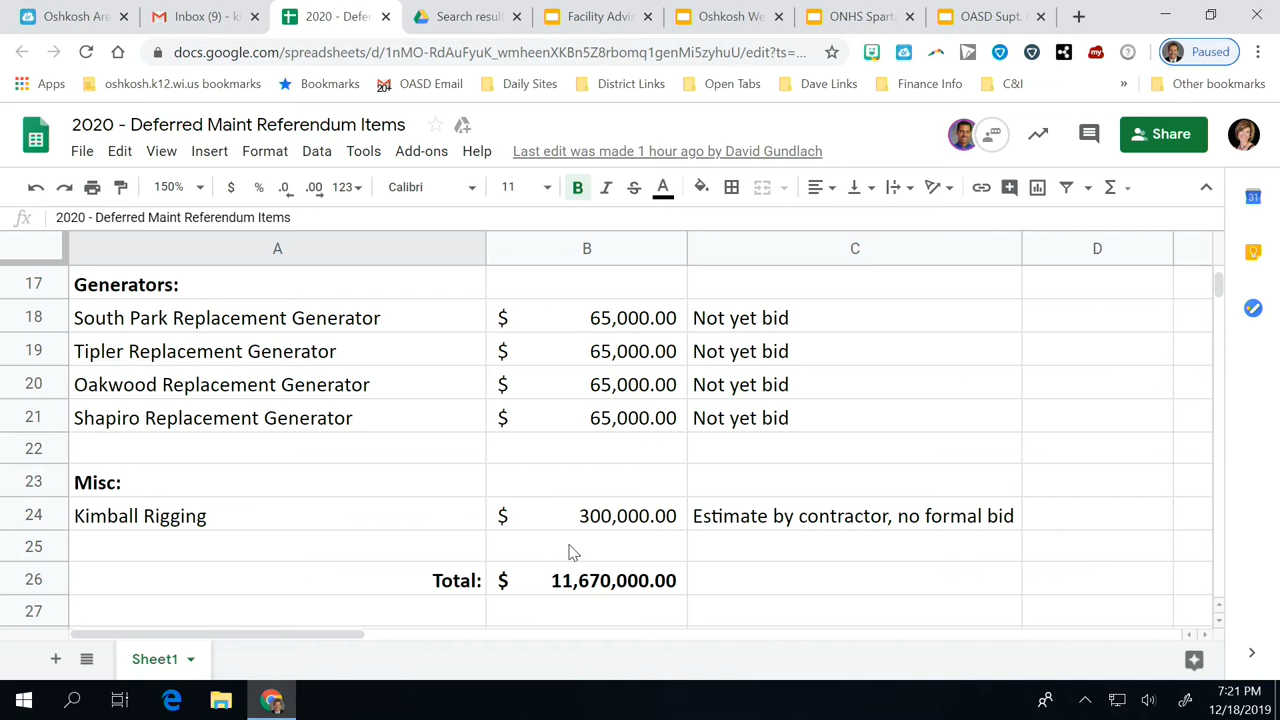 Oshkosh Are
Inbox (9) - k
2020 - Defer
Search resul
Facility Advis
Oshkosh We
ONHS Spart
OASD Supt.
docs.google.com/spreadsheets/d/1nMO-RdAuPuK_wmheenXKBn5Z8rbomq1genMi5zyhuU/edit?ts=...
Paused
Apps
oshkosh.k12.wi.us bookmarks
Bookmarks
OASD Email
Daily Sites
District Links
Open Tabs
Dave Links
Finance Info
C&I
»
Other bookmarks
2020 - Deferred Maint Referendum Items
File Edit View Insert Format Data Tools Add-ons Help
Last edit was made 1 hour ago by David Gundlach
Share
150% $ % .0 .00 123 Calibri 11 B I S A Σ
fx 2020 - Deferred Maint Referendum Items
A B C D
17 Generators:
18 South Park Replacement Generator $ 65,000.00 Not yet bid
19 Tipler Replacement Generator $ 65,000.00 Not yet bid
20 Oakwood Replacement Generator $ 65,000.00 Not yet bid
21 Shapiro Replacement Generator $ 65,000.00 Not yet bid
22
23 Misc:
24 Kimball Rigging $ 300,000.00 Estimate by contractor, no formal bid
25
26 Total: $ 11,670,000.00
27
Sheet1
7:21 PM
12/18/2019